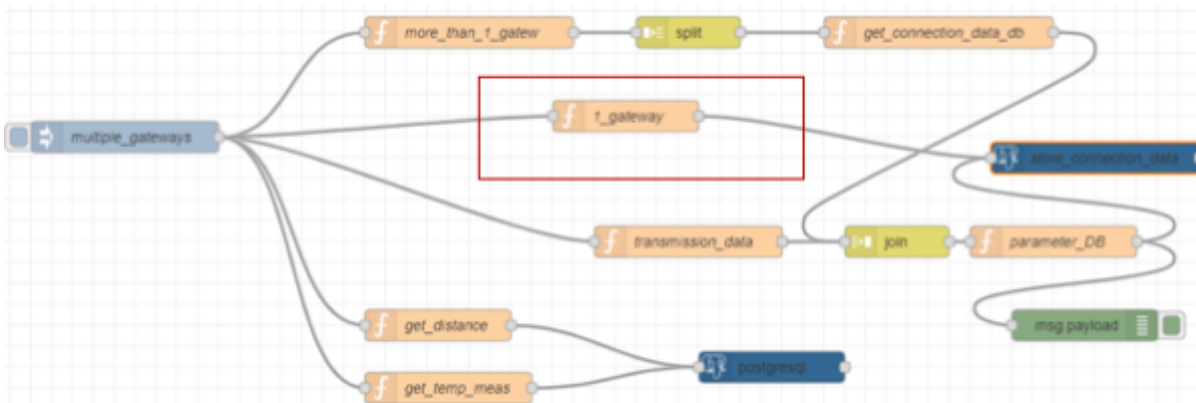 more_than_1_gatew
split
get_connection_data_db
1_gateway
multiple_gateways
store_connection_data
transmission_data
join
parameter_DB
get_distance
msg.payload
postgresql
get_temp_meas